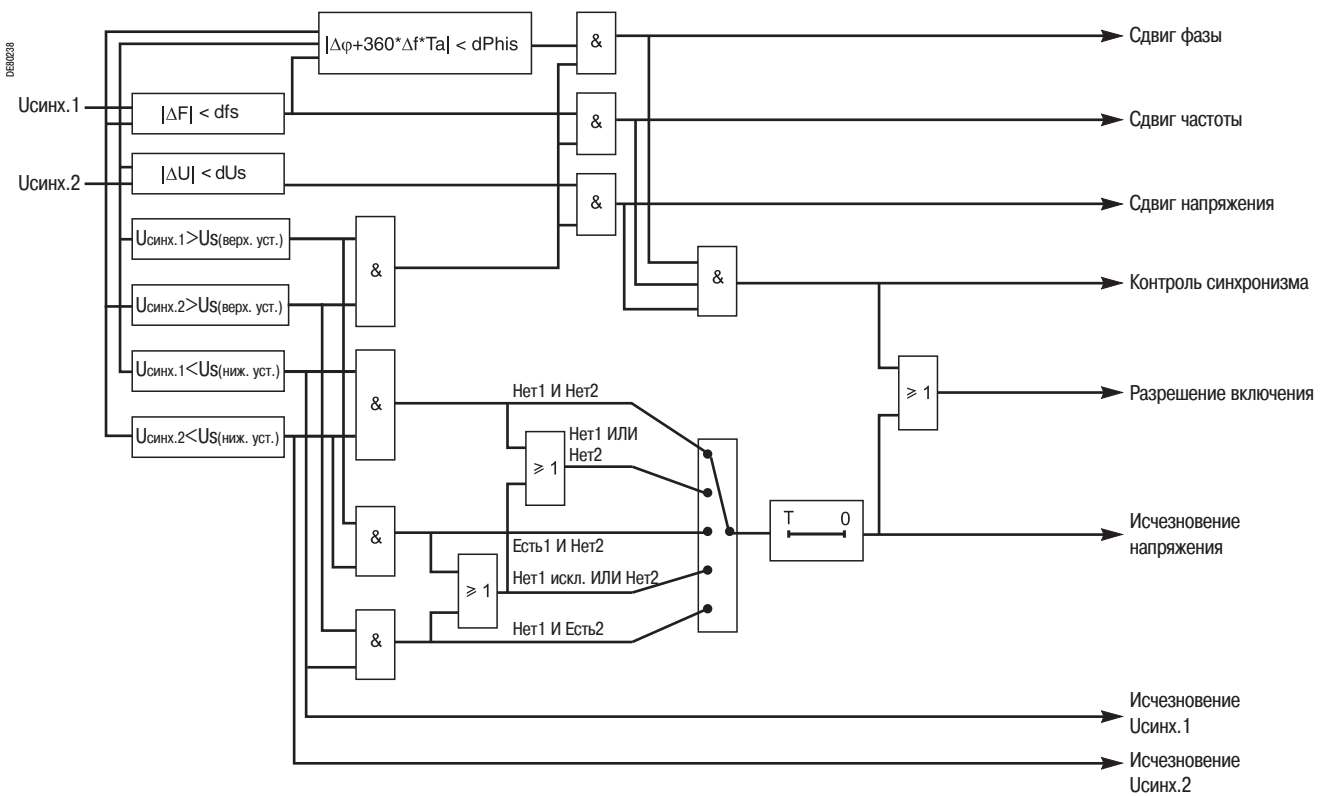 DE80238
|Δφ+360*Δf*Ta| < dPhis
&
Сдвиг фазы
Uсинх.1
|ΔF| < dfs
&
Сдвиг частоты
Uсинх.2
|ΔU| < dUs
&
Сдвиг напряжения
Uсинх.1>Us(верх. уст.)
&
&
Контроль синхронизма
Uсинх.2>Us(верх. уст.)
Uсинх.1<Us(ниж. уст.)
&
Нет1 И Нет2
⩾ 1
Разрешение включения
Uсинх.2<Us(ниж. уст.)
Нет1 ИЛИ
Нет2
⩾ 1
&
Есть1 И Нет2
T 0
Исчезновение
напряжения
⩾ 1
Нет1 искл. ИЛИ Нет2
&
Нет1 И Есть2
Исчезновение
Uсинх.1
Исчезновение
Uсинх.2